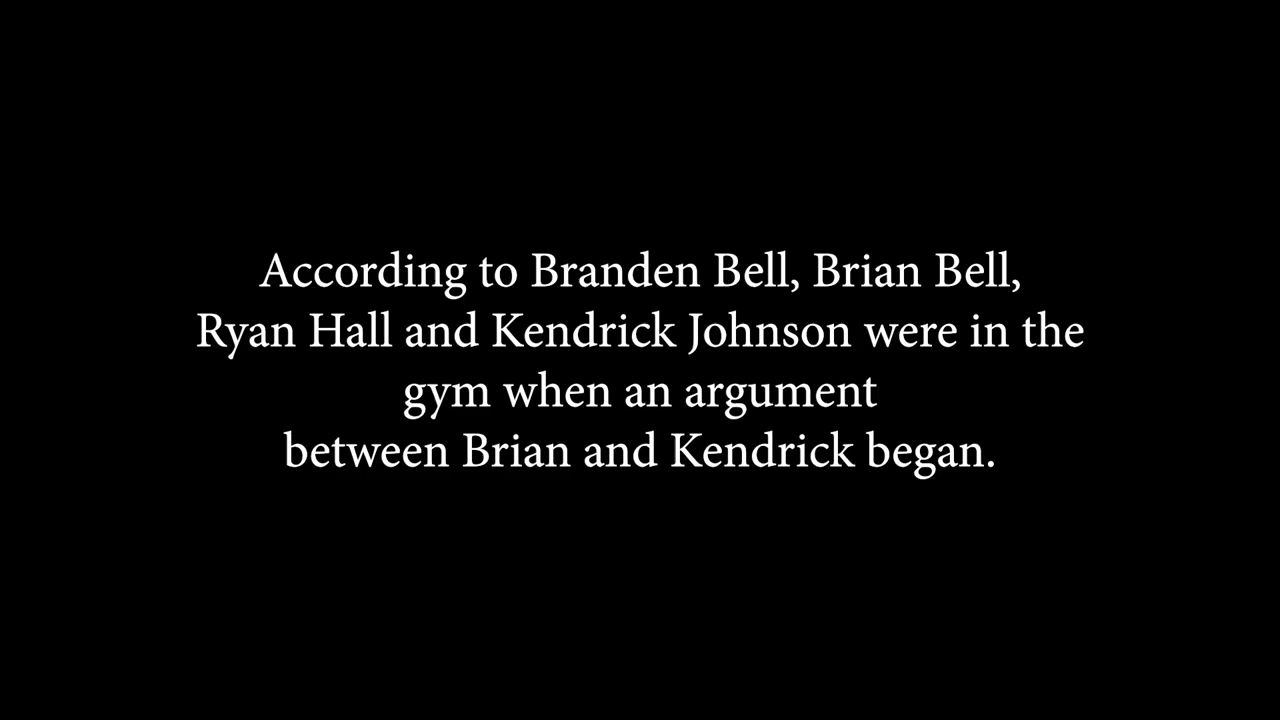 According to Branden Bell, Brian Bell,
Ryan Hall and Kendrick Johnson were in the
gym when an argument
between Brian and Kendrick began.